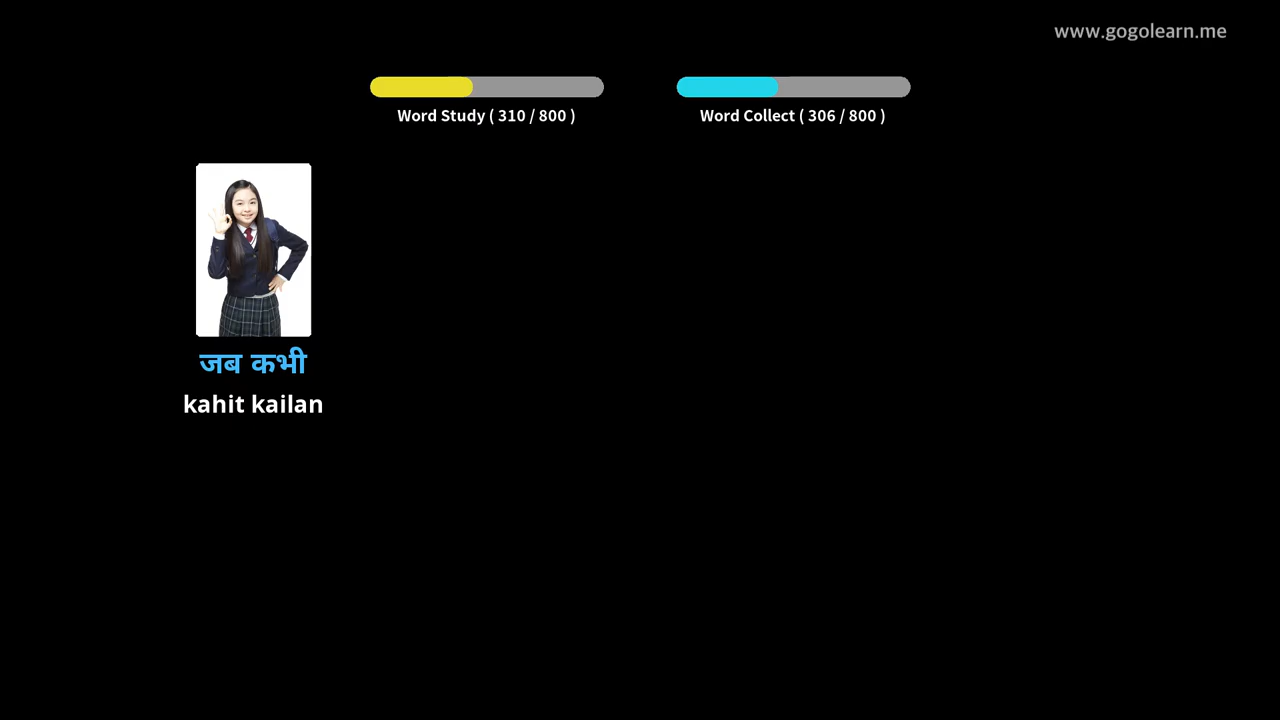 www.gogolearn.me
Word Study ( 310 / 800 )
Word Collect ( 306 / 800 )
जब कभी
kahit kailan